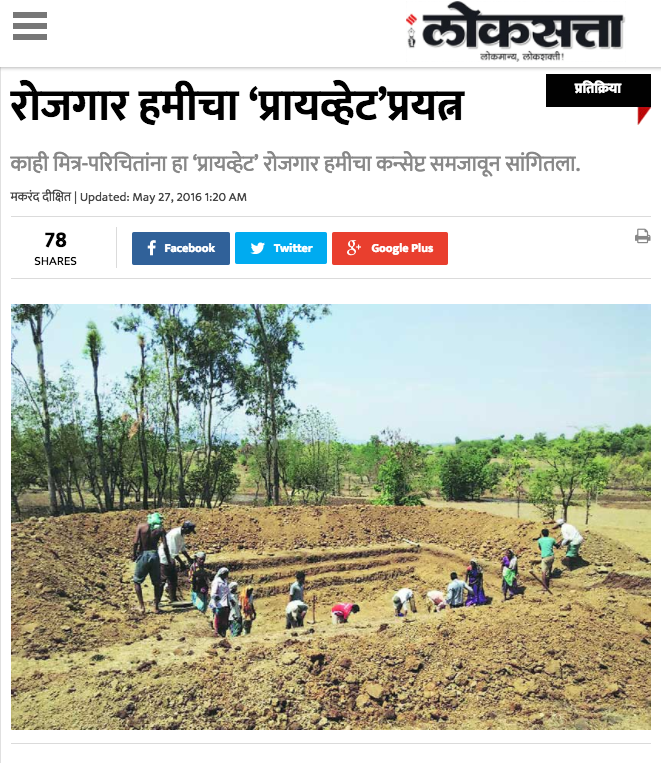 लोकसत्ता
लोकमान्य, लोकशक्ती!
प्रतिक्रिया
रोजगार हमीचा ‘प्रायव्हेट’प्रयत्न
काही मित्र-परिचितांना हा ‘प्रायव्हेट’ रोजगार हमीचा कन्सेप्ट समजावून सांगितला.
मकरंद दीक्षित | Updated: May 27, 2016 1:20 AM
78
SHARES
Facebook
Twitter
Google Plus